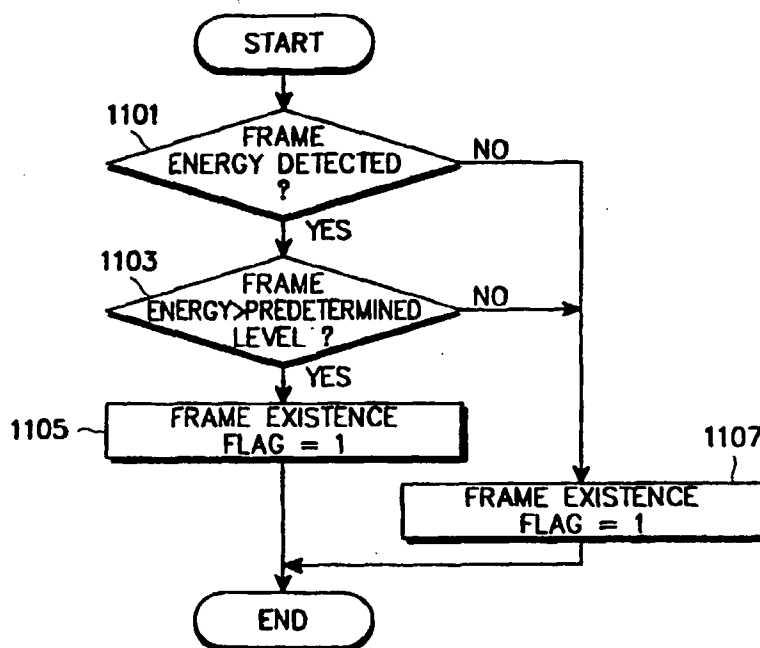 START
1101
FRAME
ENERGY DETECTED
?
NO
YES
1103
FRAME
ENERGY>PREDETERMINED
LEVEL ?
NO
YES
1105
FRAME EXISTENCE
FLAG = 1
1107
FRAME EXISTENCE
FLAG = 1
END